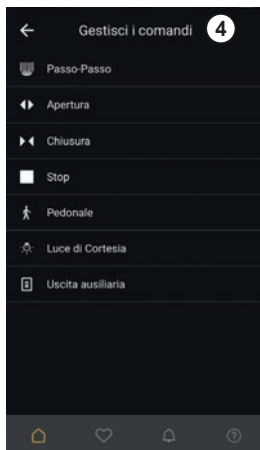 Gestisci i comandi 4
Passo-Passo
Apertura
Chiusura
Stop
Pedonale
Luce di Cortesia
Uscita ausiliaria